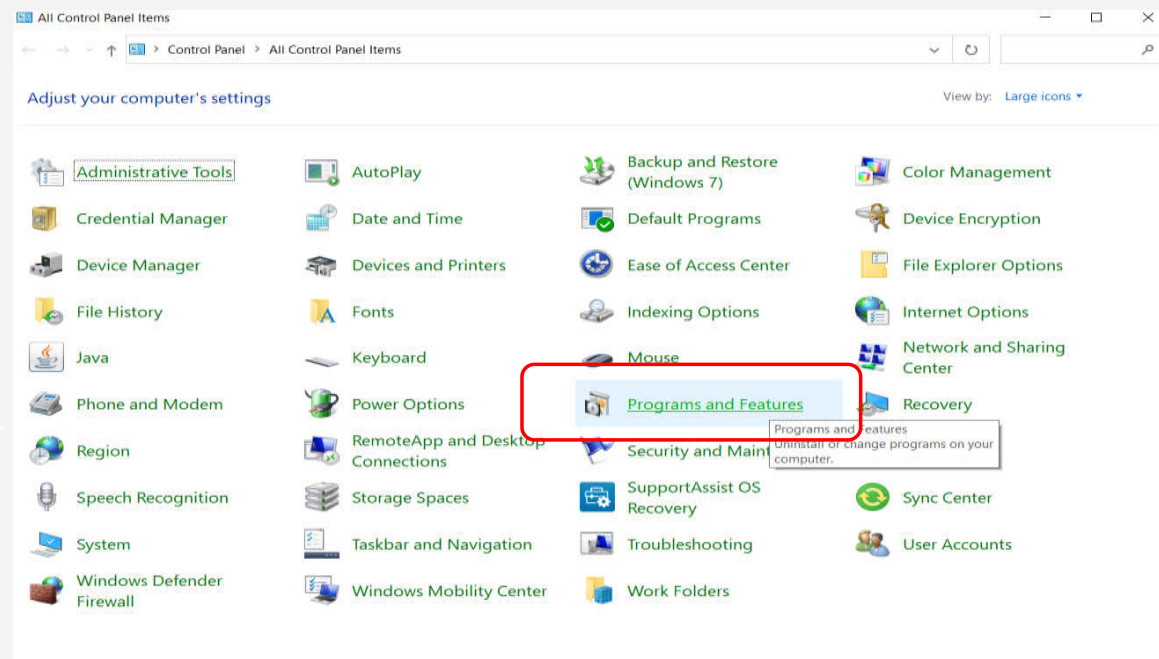 All Control Panel Items
Control Panel > All Control Panel Items
Adjust your computer's settings
View by: Large icons
Administrative Tools
AutoPlay
Backup and Restore
(Windows 7)
Color Management
Credential Manager
Date and Time
Default Programs
Device Encryption
Device Manager
Devices and Printers
Ease of Access Center
File Explorer Options
File History
Fonts
Indexing Options
Internet Options
Java
Keyboard
Mouse
Network and Sharing
Center
Phone and Modem
Power Options
Programs and Features
Recovery
Programs and Features
Uninstall or change programs on your
computer.
Region
RemoteApp and Desktop
Connections
Security and Maint
Speech Recognition
Storage Spaces
SupportAssist OS
Recovery
Sync Center
System
Taskbar and Navigation
Troubleshooting
User Accounts
Windows Defender
Firewall
Windows Mobility Center
Work Folders